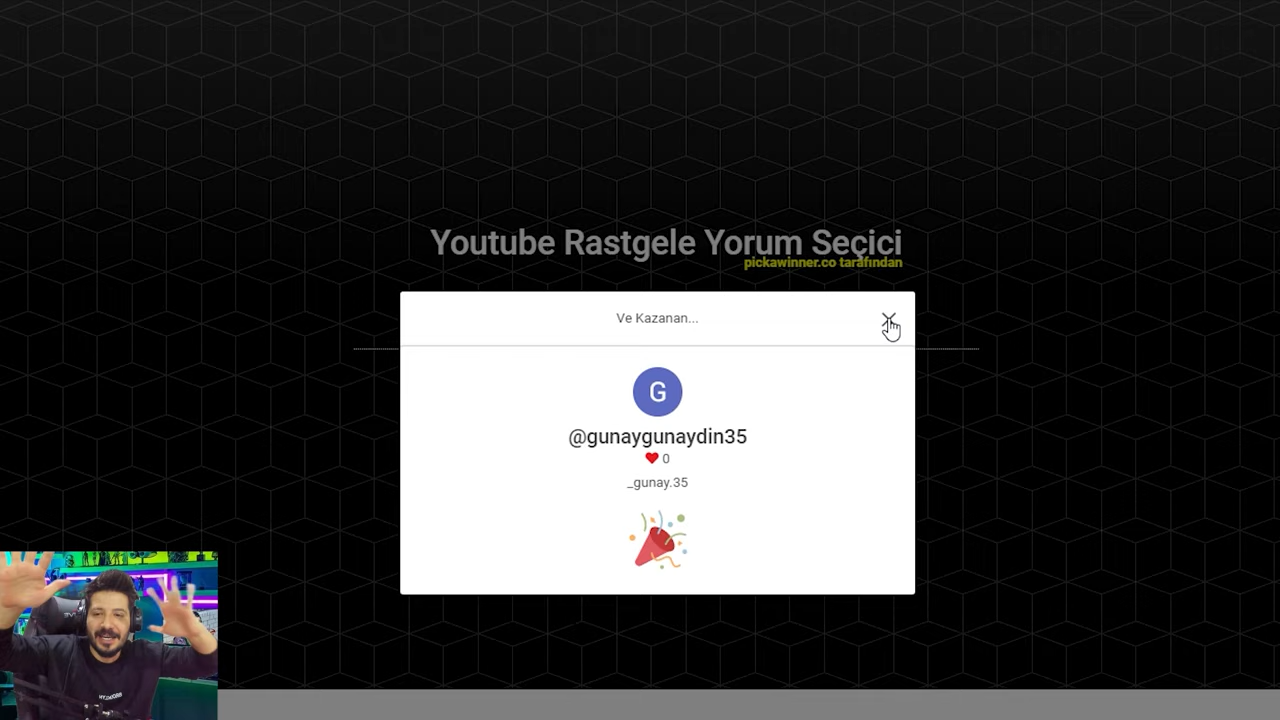 Youtube Rastgele Yorum Seçici
pickawinner.co tarafından
Ve Kazanan...
G
@gunaygunaydin35
0
_gunay.35